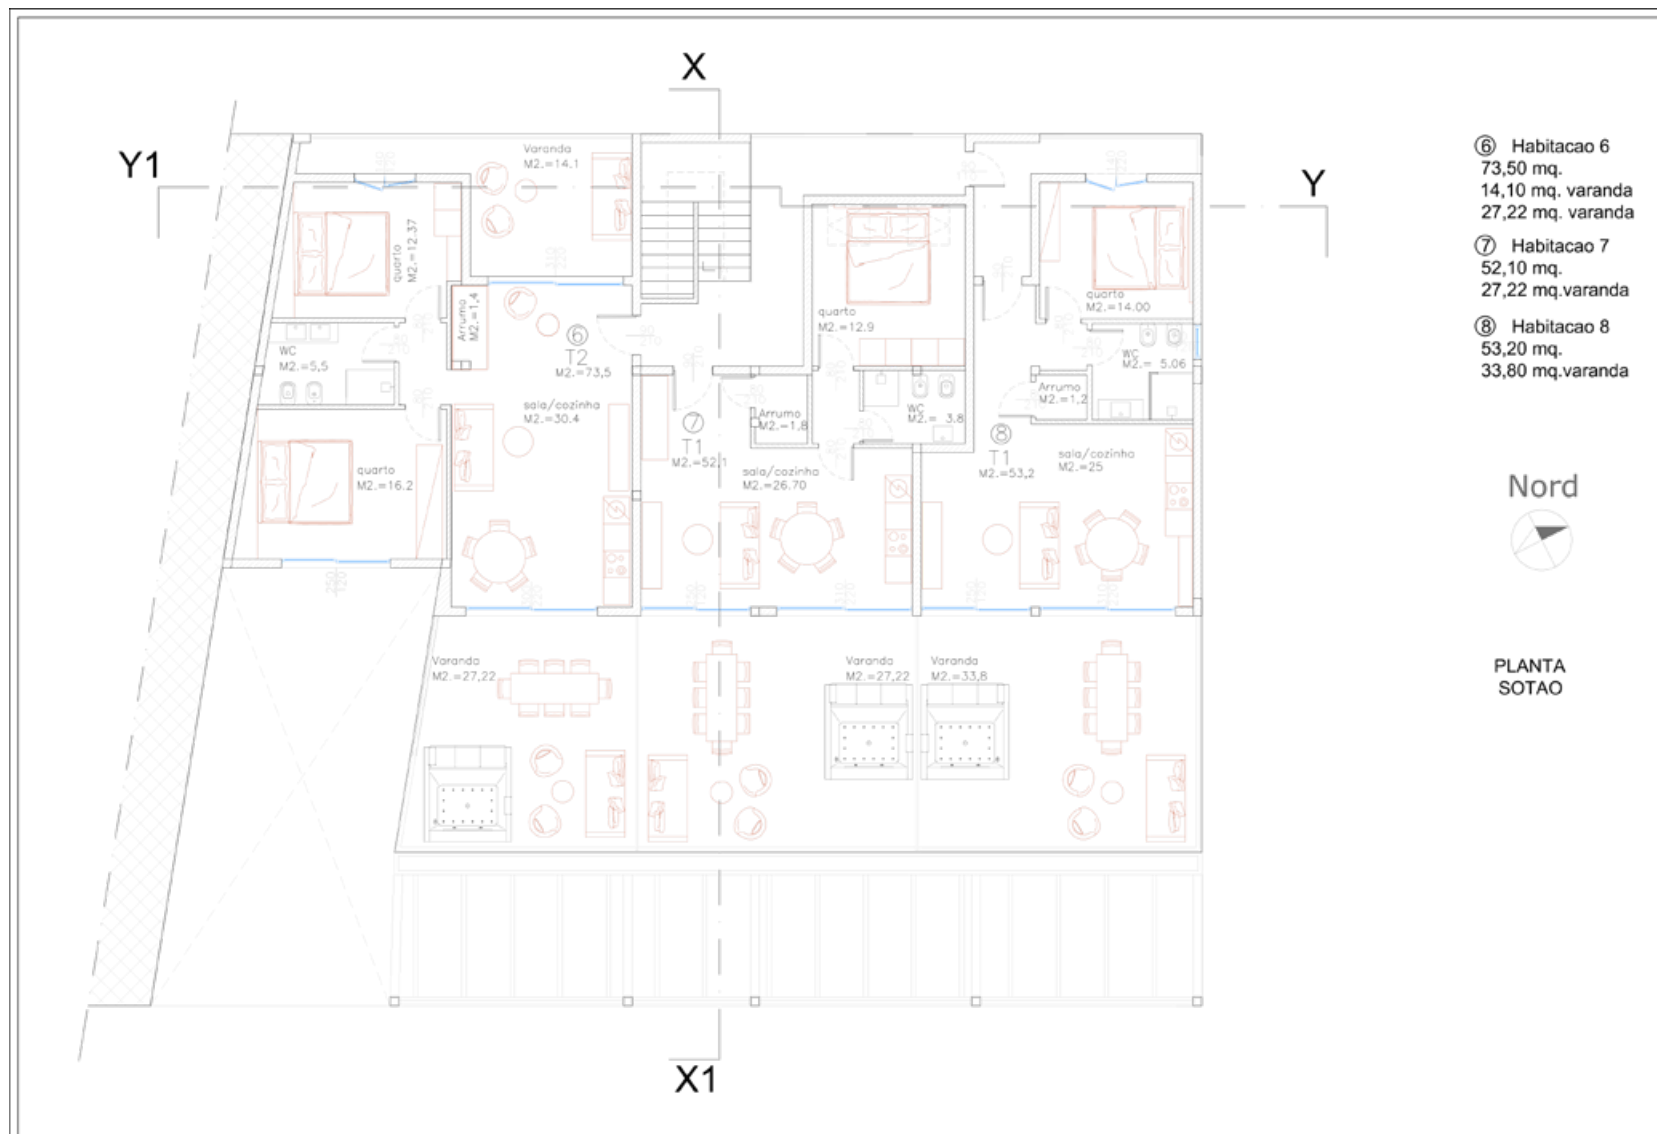 X
Y1
Y
Varanda
M2.=14.1
quarto
M2.=12.37
Arrumo
M2.=1,4
WC
M2.=5,5
6
T2
M2.=73,5
sala/cozinha
M2.=30.4
quarto
M2.=16.2
quarto
M2.=12.9
Arrumo
M2.=1,8
WC
M2.= 3.8
7
T1
M2.=52,1
sala/cozinha
M2.=26.70
quarto
M2.=14.00
WC
M2.= 5.06
Arrumo
M2.=1,2
8
T1
M2.=53,2
sala/cozinha
M2.=25
Varanda
M2.=27,22
Varanda
M2.=27,22
Varanda
M2.=33,8
X1
6 Habitacao 6
73,50 mq.
14,10 mq. varanda
27,22 mq. varanda
7 Habitacao 7
52,10 mq.
27,22 mq.varanda
8 Habitacao 8
53,20 mq.
33,80 mq.varanda
Nord
PLANTA
SOTAO